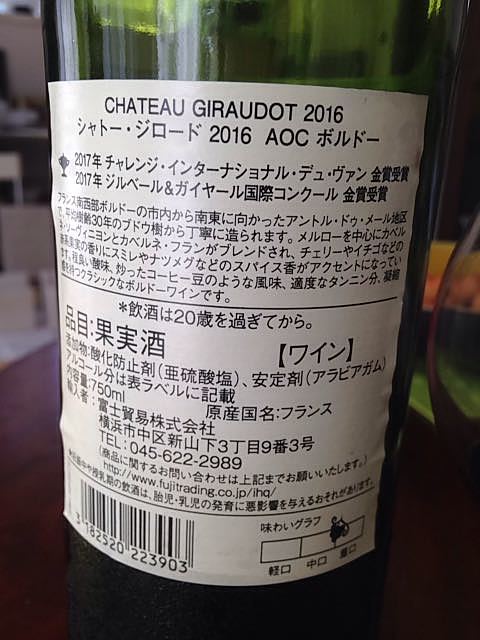 CHATEAU GIRAUDOT 2016
シャトー・ジロード 2016 AOC ボルドー
2017年 チャレンジ・インターナショナル・デュ・ヴァン 金賞受賞
2017年 ジルベール&ガイヤール国際コンクール 金賞受賞
フランス南西部ボルドーの市内から南東に向かったアントル・ドゥ・メール地区
で、平均樹齢30年のブドウ樹から丁寧に造られます。メルローを中心にカベル
ネ・ソーヴィニヨンとカベルネ・フランがブレンドされ、チェリーやイチゴなどの
赤系果実の香りにスミレやナツメグなどのスパイス香がアクセントになってい
ます。程良い酸味、炒ったコーヒー豆のような風味、適度なタンニン分、凝縮
感を持つクラシックなボルドーワインです。
*飲酒は20歳を過ぎてから。
品目:果実酒 【ワイン】
添加物:酸化防止剤(亜硫酸塩)、安定剤(アラビアガム)
アルコール分は表ラベルに記載
内容量:750ml 原産国名:フランス
輸入者:富士貿易株式会社
横浜市中区新山下3丁目9番3号
TEL:045-622-2989
(商品に関するお問い合わせは上記までお願いいたします。)
http://www.fujitrading.co.jp/ihq/
*妊娠中や授乳期の飲酒は、胎児・乳児の発育に悪影響を与えるおそれがあります。
味わいグラフ
軽口 中口 重口
3 182520 223903